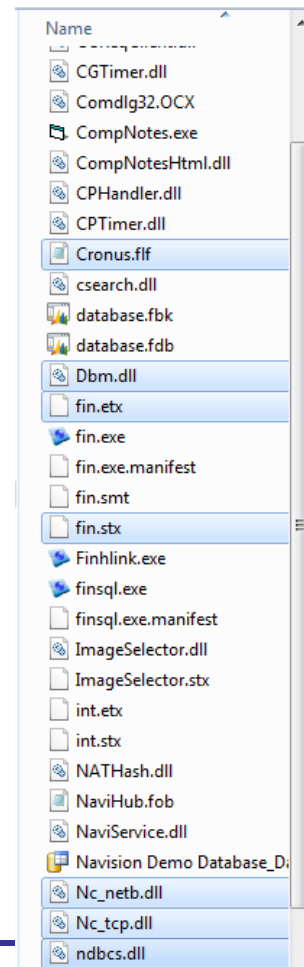 Name
CGTimer.dll
Comdlg32.OCX
CompNotes.exe
CompNotesHtml.dll
CPHandler.dll
CPTimer.dll
Cronus.flf
csearch.dll
database.fbk
database.fdb
Dbm.dll
fin.etx
fin.exe
fin.exe.manifest
fin.smt
fin.stx
Finhlink.exe
finsql.exe
finsql.exe.manifest
ImageSelector.dll
ImageSelector.stx
int.etx
int.stx
NATHash.dll
NaviHub.fob
NaviService.dll
Navision Demo Database_Da
Nc_netb.dll
Nc_tcp.dll
ndbcs.dll